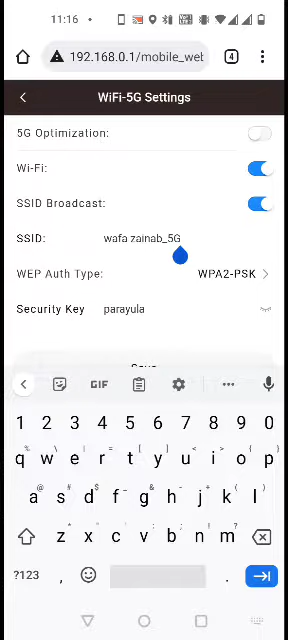 11:16
192.168.0.1/mobile_web
4
WiFi-5G Settings
5G Optimization:
Wi-Fi:
SSID Broadcast:
SSID: wafa zainab_5G
WEP Auth Type: WPA2-PSK
Security Key parayula
Save
GIF
1 2 3 4 5 6 7 8 9 0
q w e r t y u i o p
a s d f g h j k l
z x c v b n m
?123 , .